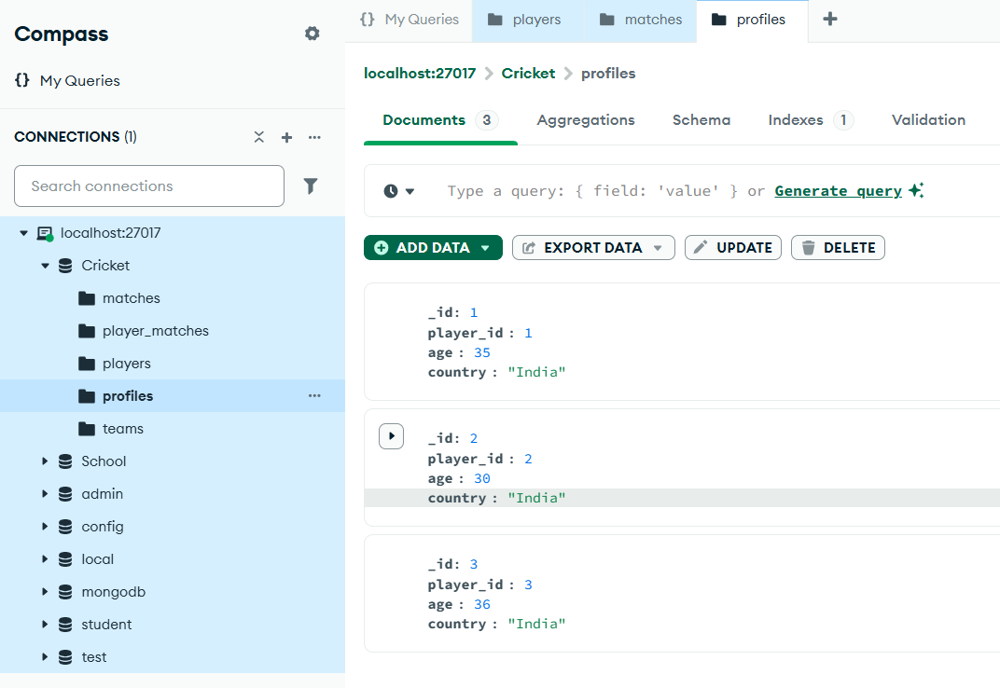 Compass
{} My Queries
CONNECTIONS (1)
Search connections
localhost:27017
Cricket
matches
player_matches
players
profiles
teams
School
admin
config
local
mongodb
student
test
{} My Queries players matches profiles
localhost:27017 > Cricket > profiles
Documents 3 Aggregations Schema Indexes 1 Validation
Type a query: { field: 'value' } or Generate query
ADD DATA EXPORT DATA UPDATE DELETE
_id: 1
player_id : 1
age : 35
country : "India"
_id: 2
player_id : 2
age : 30
country : "India"
_id: 3
player_id : 3
age : 36
country : "India"